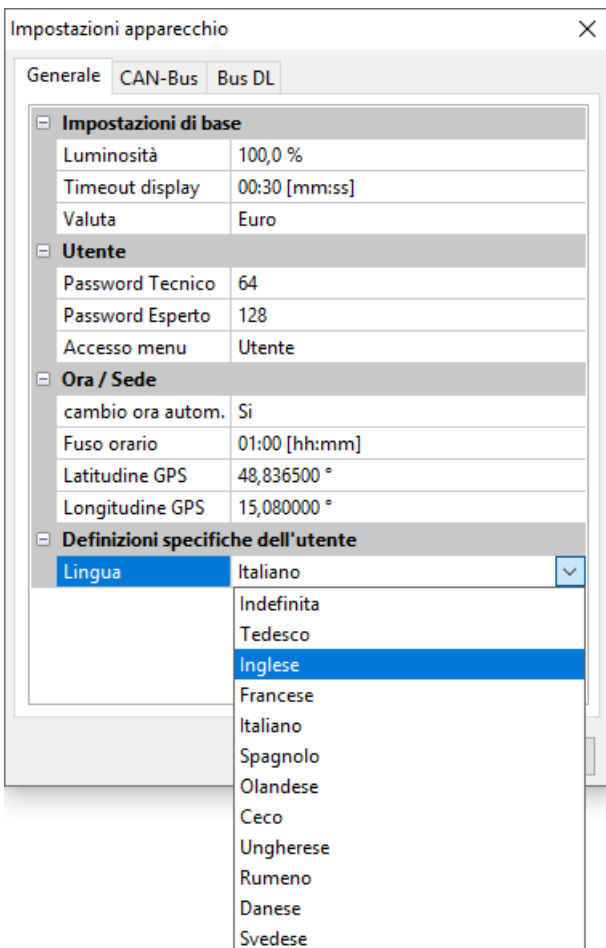 Impostazioni apparecchio
Generale CAN-Bus Bus DL
Impostazioni di base
Luminosità 100,0 %
Timeout display 00:30 [mm:ss]
Valuta Euro
Utente
Password Tecnico 64
Password Esperto 128
Accesso menu Utente
Ora / Sede
cambio ora autom. Si
Fuso orario 01:00 [hh:mm]
Latitudine GPS 48,836500 °
Longitudine GPS 15,080000 °
Definizioni specifiche dell'utente
Lingua Italiano
Indefinita
Tedesco
Inglese
Francese
Italiano
Spagnolo
Olandese
Ceco
Ungherese
Rumeno
Danese
Svedese